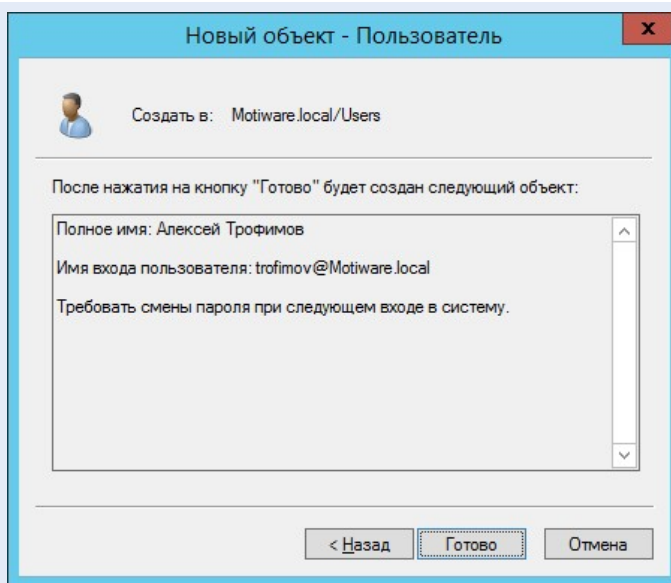 Новый объект - Пользователь
x
Создать в: Motiware.local/Users
После нажатия на кнопку "Готово" будет создан следующий объект:
Полное имя: Алексей Трофимов
Имя входа пользователя: trofimov@Motiware.local
Требовать смены пароля при следующем входе в систему.
< Назад Готово Отмена